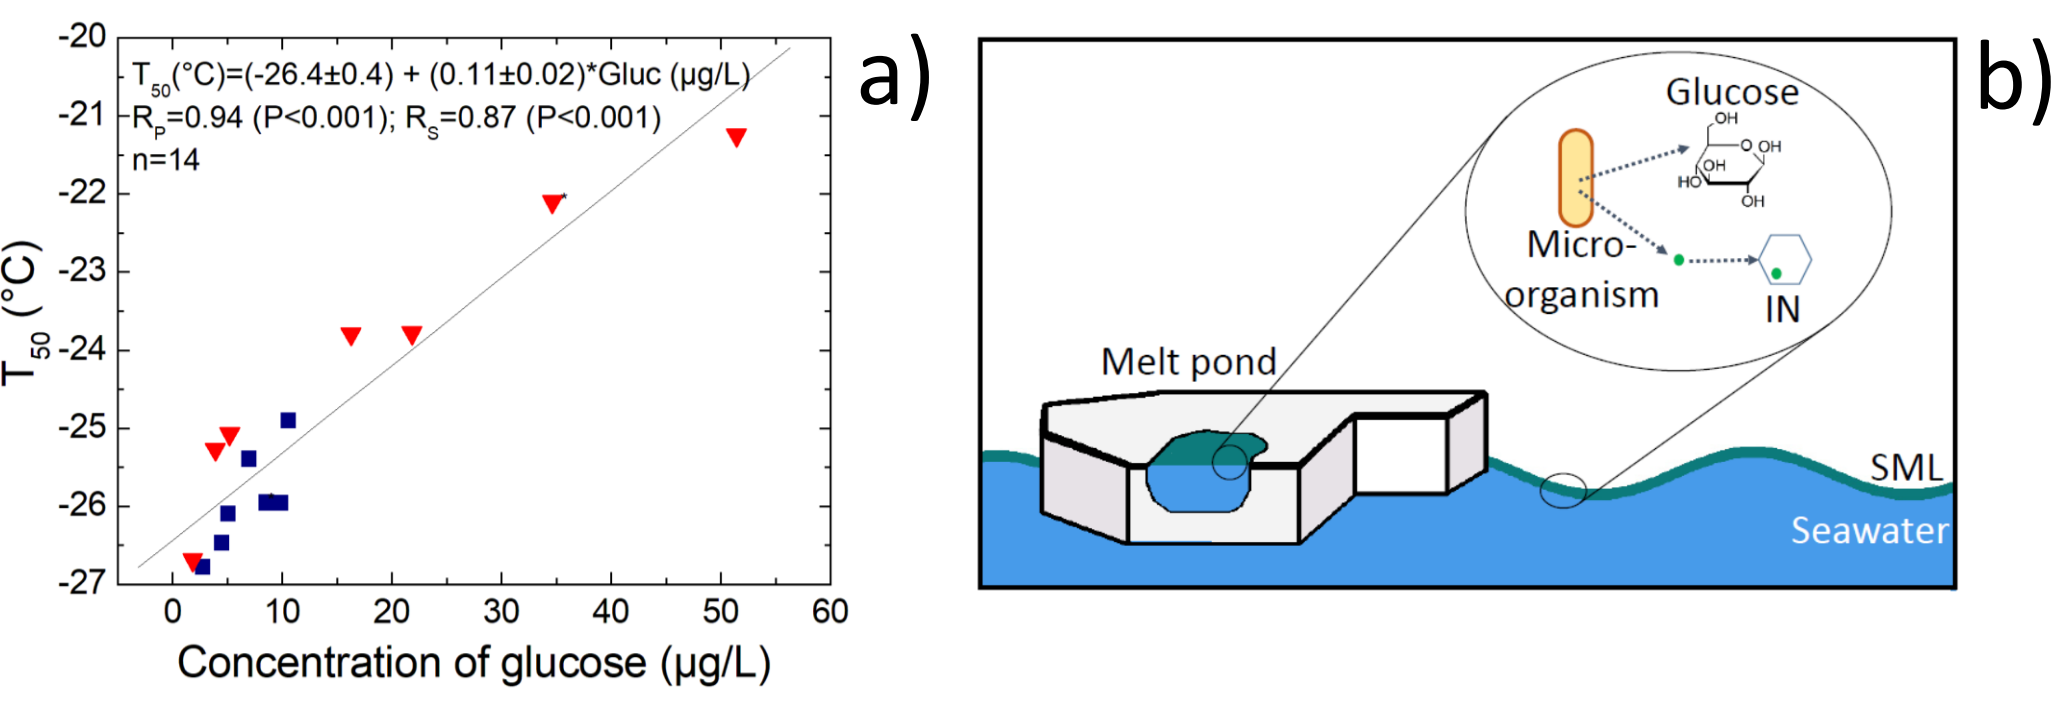 T50(°C)=(-26.4±0.4) + (0.11±0.02)*Gluc (µg/L)
RP=0.94 (P<0.001); RS=0.87 (P<0.001)
n=14
-20
-21
-22
-23
-24
-25
-26
-27
T50 (°C)
0 10 20 30 40 50 60
Concentration of glucose (µg/L)
*
*
a)
b)
Glucose
OH
O OH
OH
HO
OH
Micro-
organism
IN
Melt pond
SML
Seawater